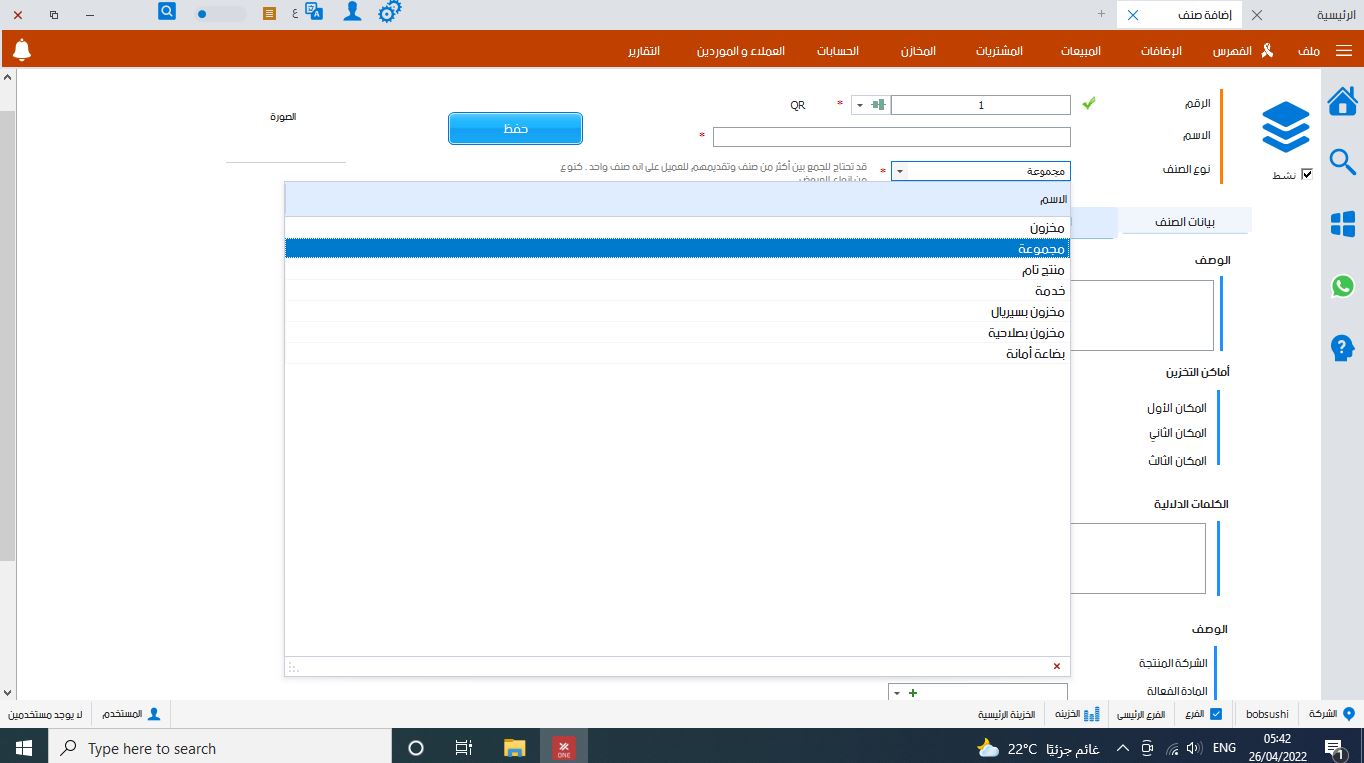 الرئيسية
إضافة صنف
ع
ملف
الفهرس
الإضافات
المبيعات
المشتريات
المخازن
الحسابات
العملاء و الموردين
التقارير
الرقم
1
*
QR
الصورة
حفظ
الاسم
*
نوع الصنف
مجموعة
*
قد تحتاج للجمع بين أكثر من صنف وتقديمهم للعميل على انه صنف واحد . كنوع
من انواع العروض
نشط
الاسم
مخزون
مجموعة
منتج تام
خدمة
مخزون بسيريال
مخزون بصلاحية
بضاعة أمانة
بيانات الصنف
الوصف
أماكن التخزين
المكان الأول
المكان الثاني
المكان الثالث
الكلمات الدلالية
الوصف
الشركة المنتجة
المادة الفعالة
الشركة
bobsushi
الفرع
الفرع الرئيسي
الخزينه
الخزينة الرئيسية
المستخدم
لا يوجد مستخدمين
Type here to search
ONE
22°C غائم جزئيًا
ENG
05:42
26/04/2022
1